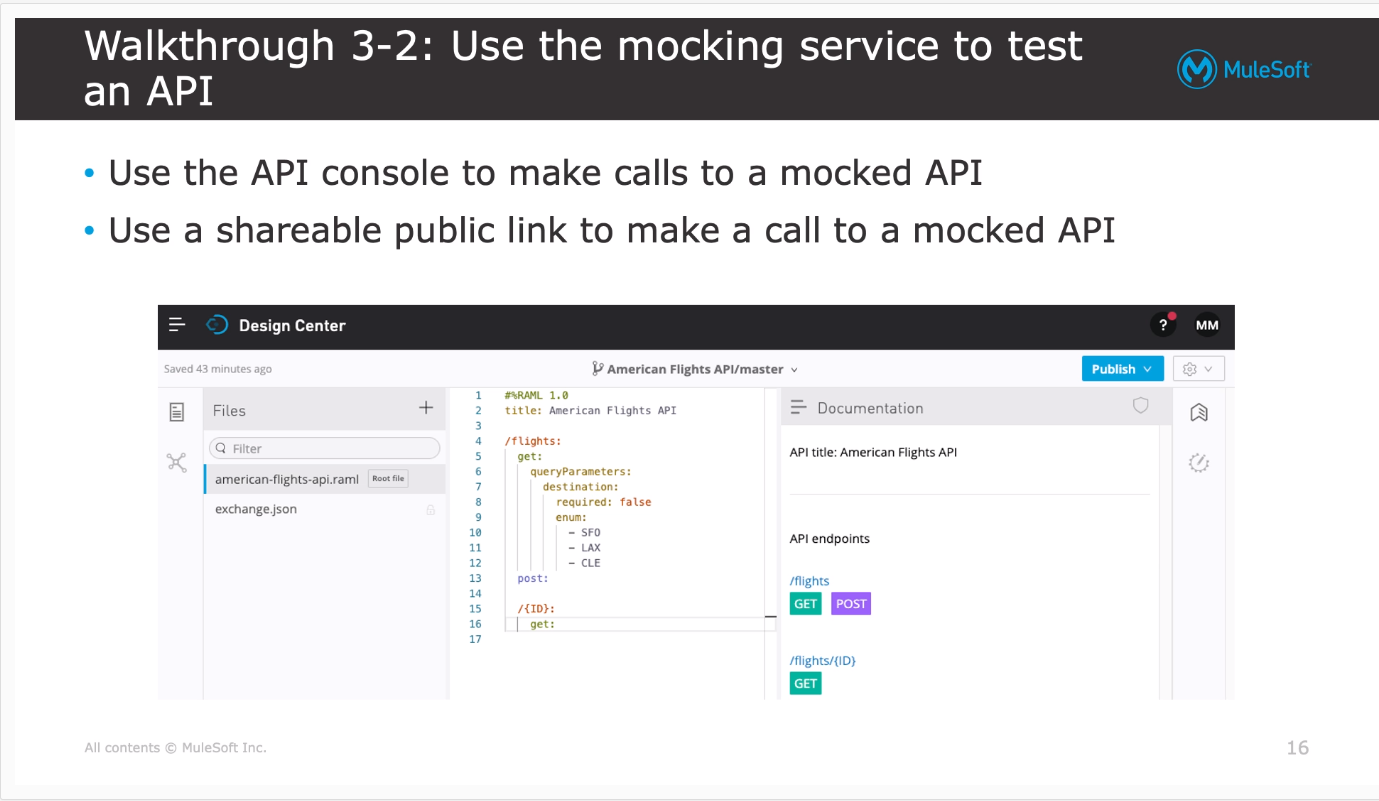 Walkthrough 3-2: Use the mocking service to test
an API
MuleSoft
• Use the API console to make calls to a mocked API
• Use a shareable public link to make a call to a mocked API
Design Center
?
MM
Saved 43 minutes ago
American Flights API/master
Publish
Files
+
Filter
american-flights-api.raml Root file
exchange.json
1 #%RAML 1.0
2 title: American Flights API
3
4 /flights:
5 get:
6 queryParameters:
7 destination:
8 required: false
9 enum:
10 - SFO
11 - LAX
12 - CLE
13 post:
14
15 /{ID}:
16 get:
17
Documentation
API title: American Flights API
API endpoints
/flights
GET POST
/flights/{ID}
GET
All contents © MuleSoft Inc.
16